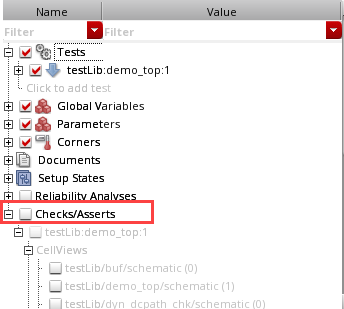 Name Value
Filter Filter
Tests
testLib:demo_top:1
Click to add test
Global Variables
Parameters
Corners
Documents
Setup States
Reliability Analyses
Checks/Asserts
testLib:demo_top:1
CellViews
testLib/buf/schematic (0)
testLib/demo_top/schematic (1)
testLib/dyn_dcpath_chk/schematic (0)